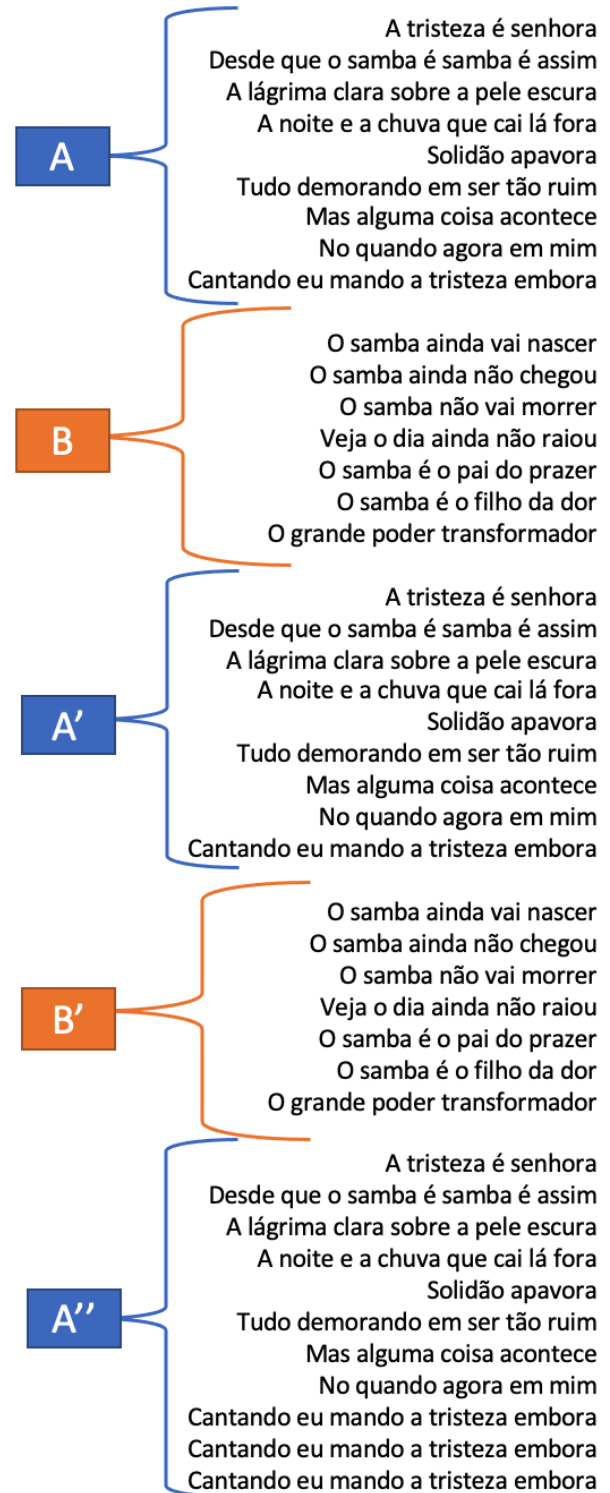 A
A tristeza é senhora
Desde que o samba é samba é assim
A lágrima clara sobre a pele escura
A noite e a chuva que cai lá fora
Solidão apavora
Tudo demorando em ser tão ruim
Mas alguma coisa acontece
No quando agora em mim
Cantando eu mando a tristeza embora
B
O samba ainda vai nascer
O samba ainda não chegou
O samba não vai morrer
Veja o dia ainda não raiou
O samba é o pai do prazer
O samba é o filho da dor
O grande poder transformador
A’
A tristeza é senhora
Desde que o samba é samba é assim
A lágrima clara sobre a pele escura
A noite e a chuva que cai lá fora
Solidão apavora
Tudo demorando em ser tão ruim
Mas alguma coisa acontece
No quando agora em mim
Cantando eu mando a tristeza embora
B’
O samba ainda vai nascer
O samba ainda não chegou
O samba não vai morrer
Veja o dia ainda não raiou
O samba é o pai do prazer
O samba é o filho da dor
O grande poder transformador
A’’
A tristeza é senhora
Desde que o samba é samba é assim
A lágrima clara sobre a pele escura
A noite e a chuva que cai lá fora
Solidão apavora
Tudo demorando em ser tão ruim
Mas alguma coisa acontece
No quando agora em mim
Cantando eu mando a tristeza embora
Cantando eu mando a tristeza embora
Cantando eu mando a tristeza embora